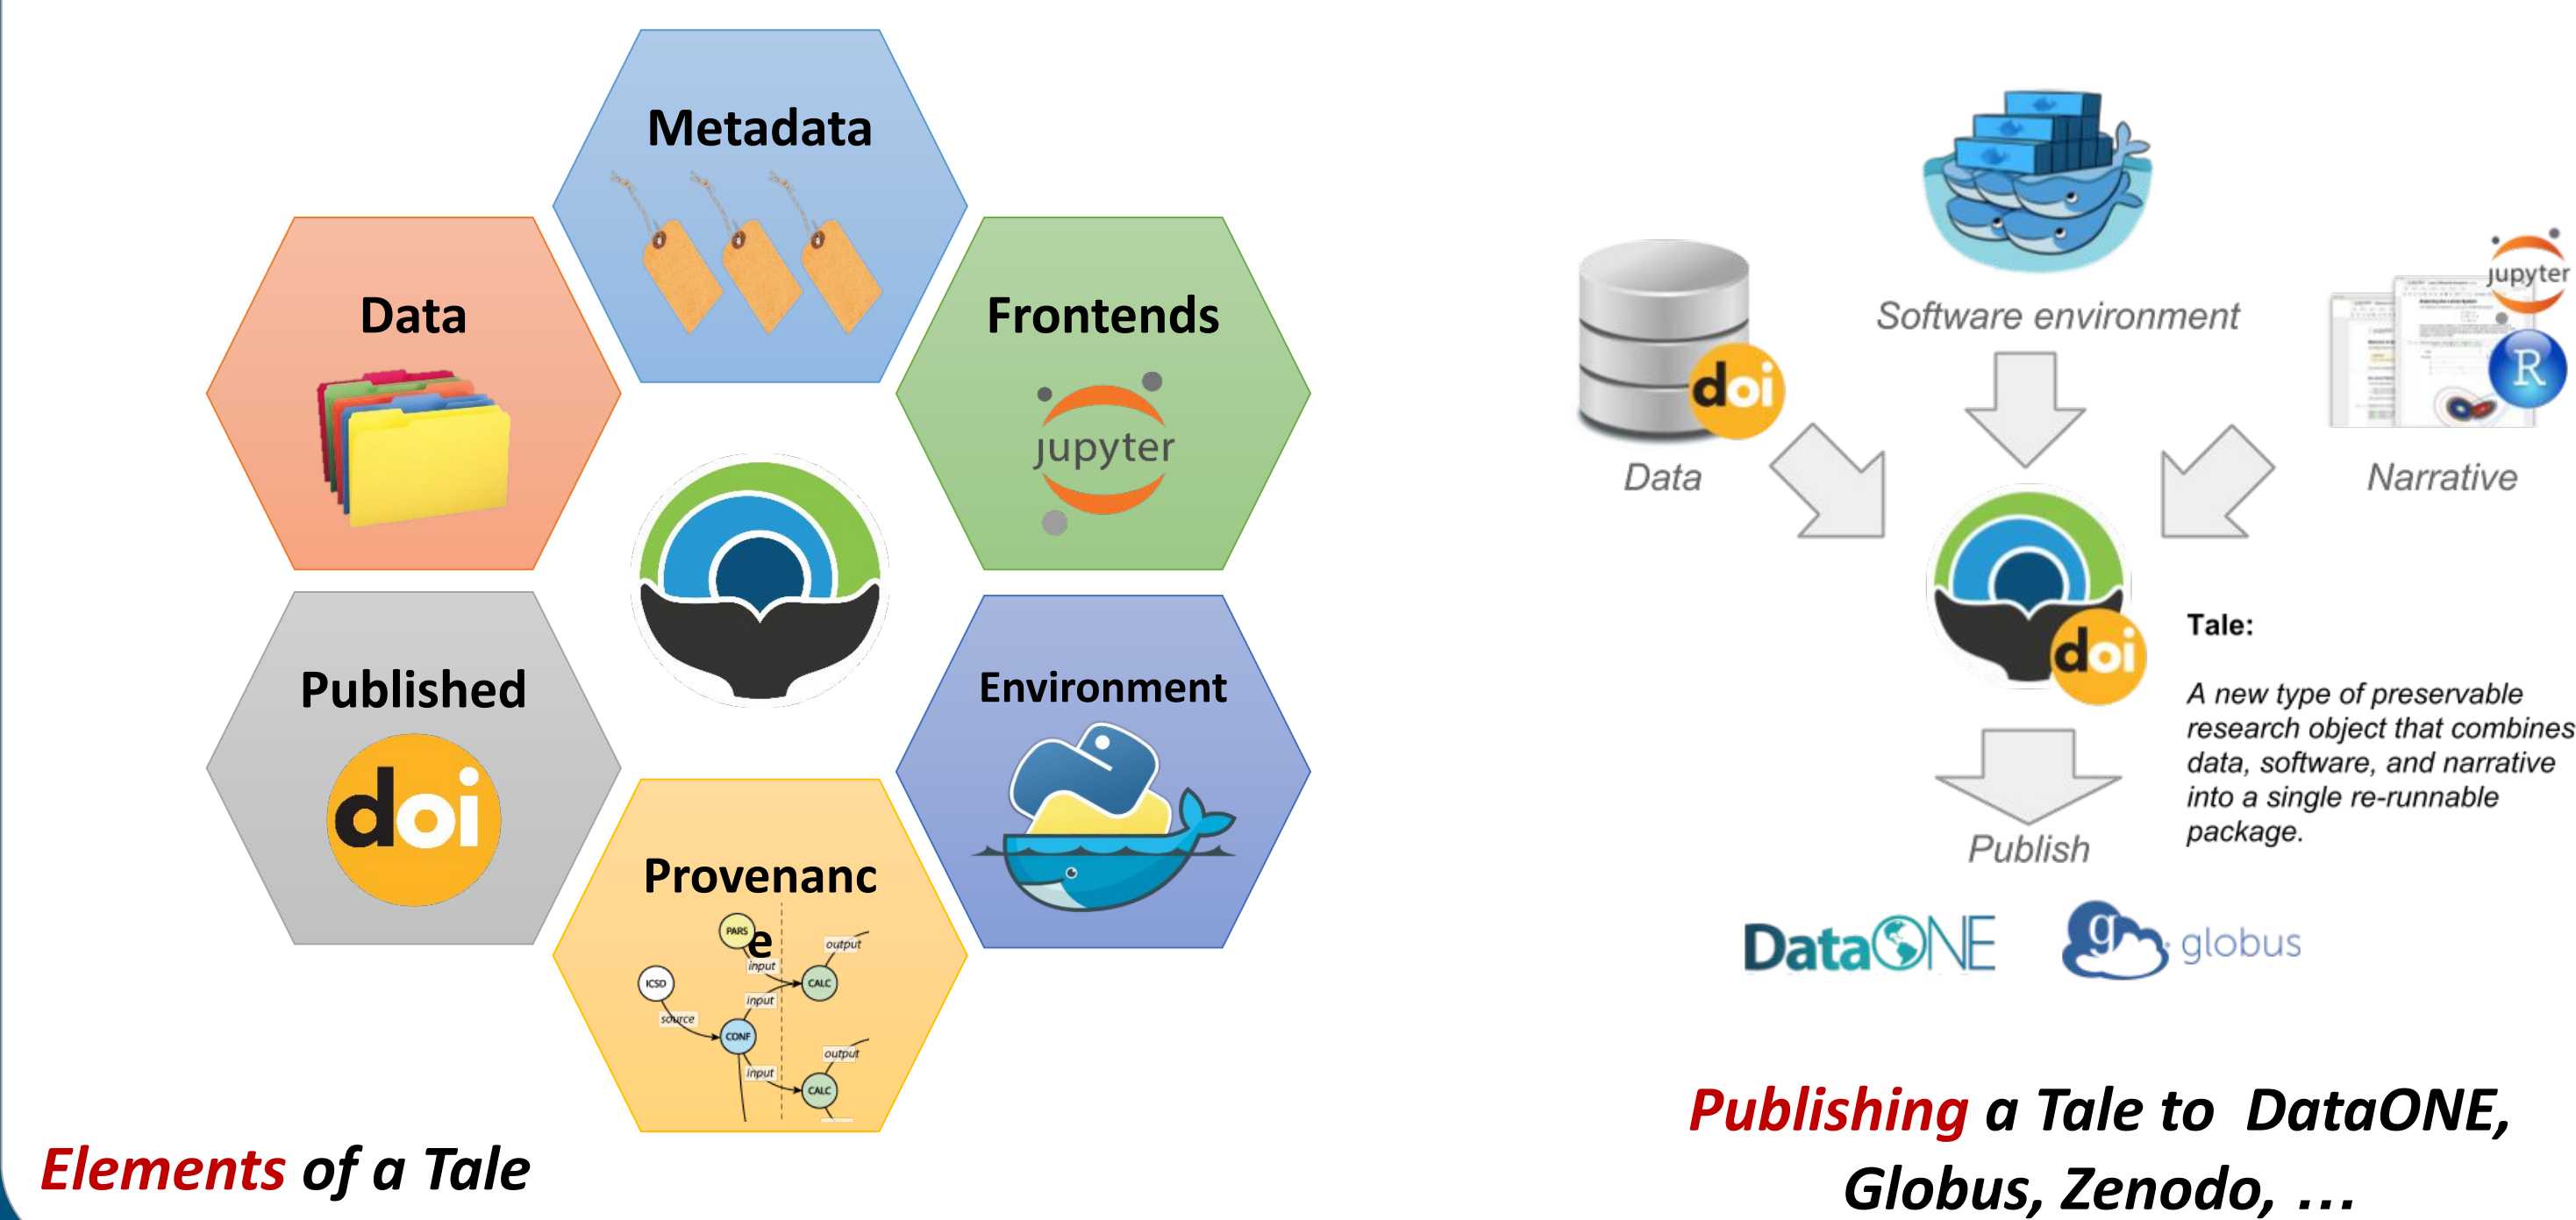 Metadata
Data
Frontends
jupyter
Published
doi
Environment
Provenanc
e
PARS
output
input
ICSD
CALC
input
source
CONF
output
input
CALC
Elements of a Tale
Software environment
doi
Data
jupyter
R
Narrative
doi
Tale:
A new type of preservable
research object that combines
data, software, and narrative
into a single re-runnable
package.
Publish
DataONE
g globus
Publishing a Tale to DataONE,
Globus, Zenodo, ...